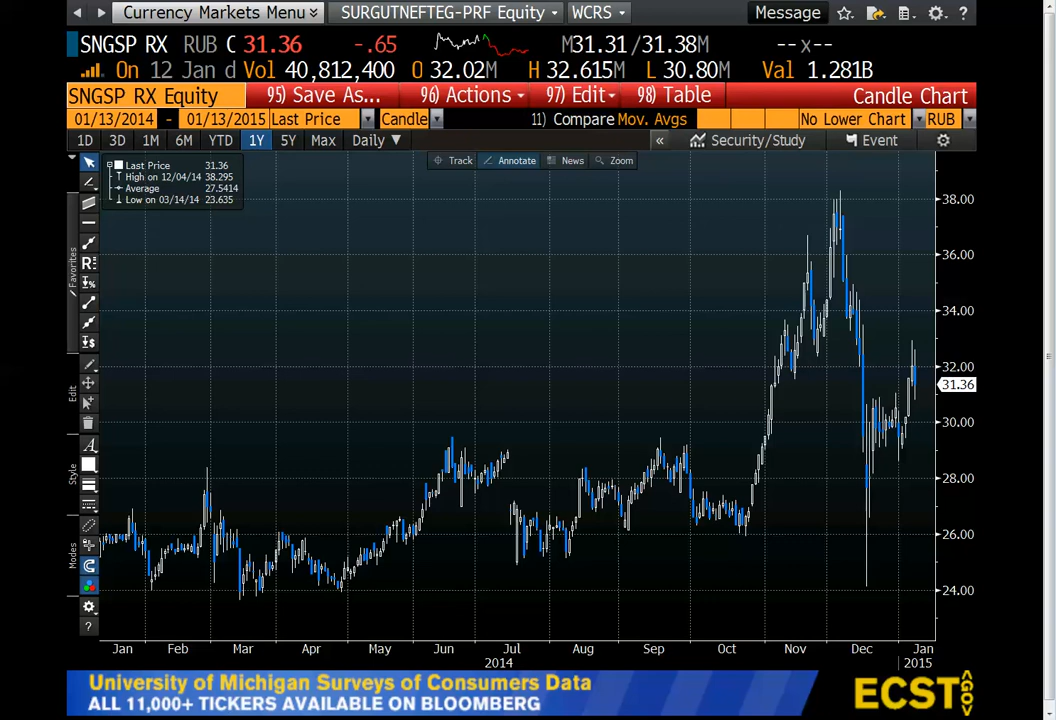 Currency Markets Menu SURGUTNEFTEG-PRF Equity WCRS Message ?
SNGSP RX RUB C 31.36 -.65 M31.31/31.38M --x--
On 12 Jan d Vol 40,812,400 O 32.02M H 32.615M L 30.80M Val 1.281B
SNGSP RX Equity 95) Save As... 96) Actions 97) Edit 98) Table Candle Chart
01/13/2014 - 01/13/2015 Last Price Candle 11) Compare Mov. Avgs No Lower Chart RUB
1D 3D 1M 6M YTD 1Y 5Y Max Daily « Security/Study Event
Track Annotate News Zoom
Last Price 31.36
High on 12/04/14 38.295
Average 27.5414
Low on 03/14/14 23.635
Favorites
Edit
Style
Modes
?
38.00
36.00
34.00
32.00
31.36
30.00
28.00
26.00
24.00
Jan Feb Mar Apr May Jun Jul Aug Sep Oct Nov Dec Jan
2014 2015
University of Michigan Surveys of Consumers Data
ALL 11,000+ TICKERS AVAILABLE ON BLOOMBERG
ECST <GO>